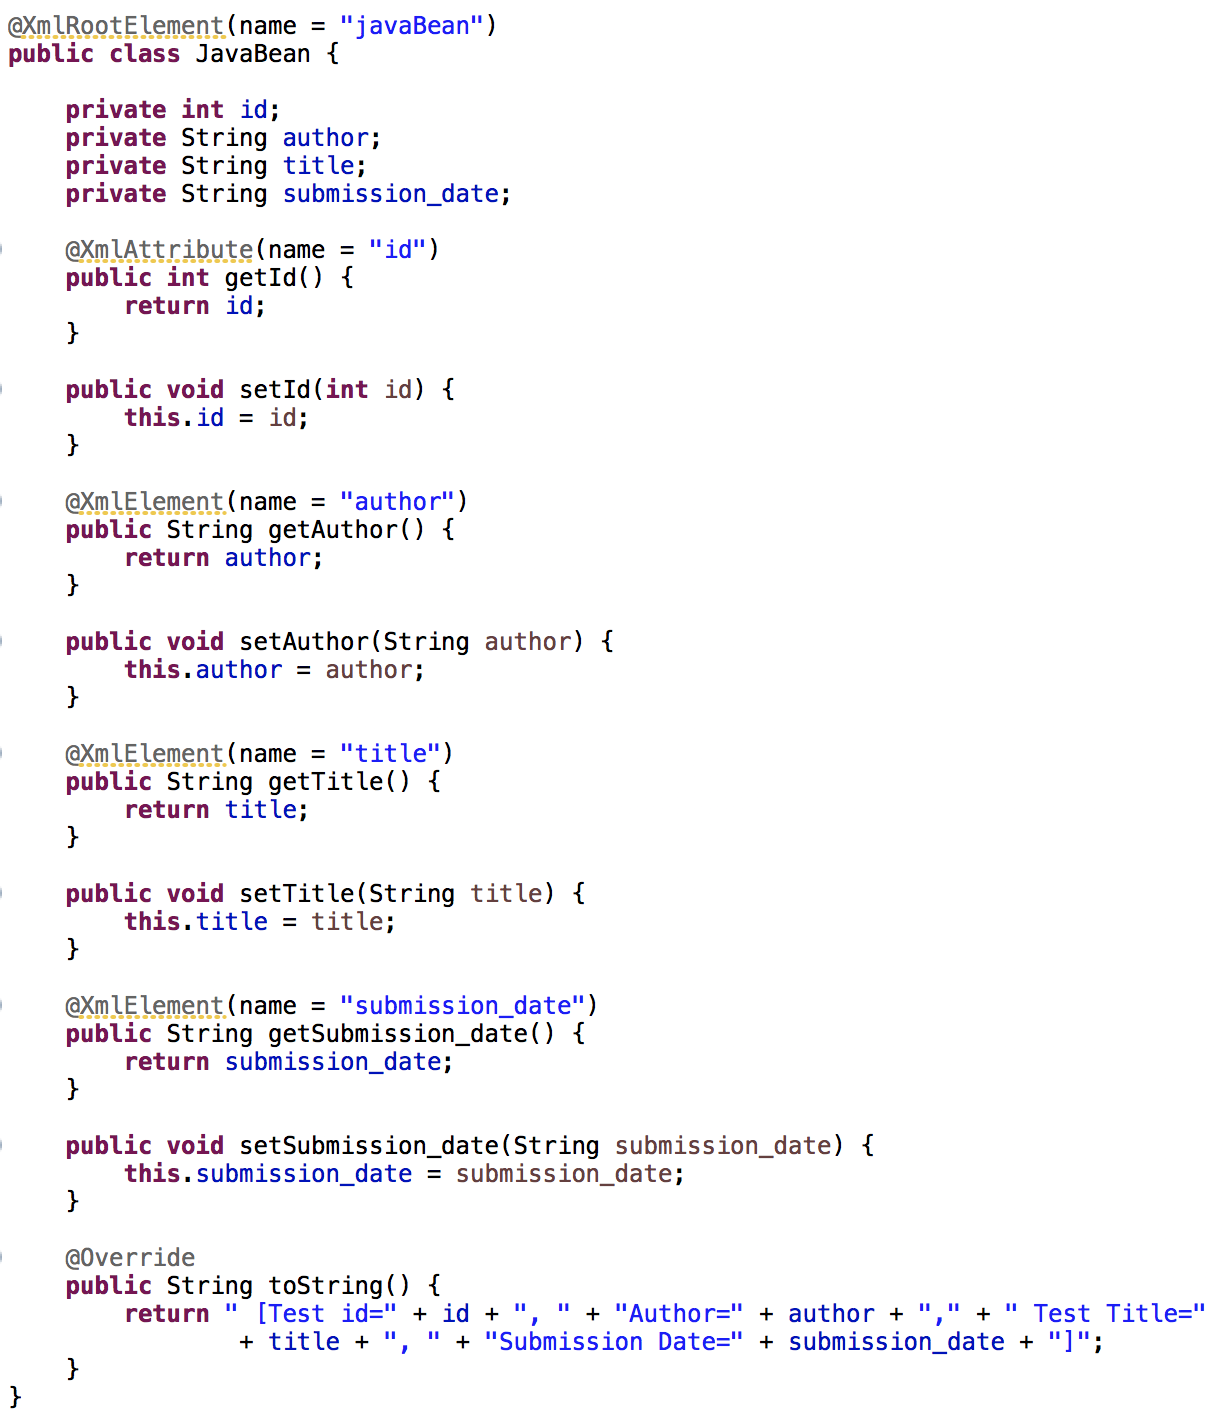 @XmlRootElement(name = "javaBean")
public class JavaBean {
    private int id;
    private String author;
    private String title;
    private String submission_date;
    @XmlAttribute(name = "id")
    public int getId() {
        return id;
    }
    public void setId(int id) {
        this.id = id;
    }
    @XmlElement(name = "author")
    public String getAuthor() {
        return author;
    }
    public void setAuthor(String author) {
        this.author = author;
    }
    @XmlElement(name = "title")
    public String getTitle() {
        return title;
    }
    public void setTitle(String title) {
        this.title = title;
    }
    @XmlElement(name = "submission_date")
    public String getSubmission_date() {
        return submission_date;
    }
    public void setSubmission_date(String submission_date) {
        this.submission_date = submission_date;
    }
    @Override
    public String toString() {
        return " [Test id=" + id + ", " + "Author=" + author + "," + " Test Title="
                + title + ", " + "Submission Date=" + submission_date + "]";
    }
}